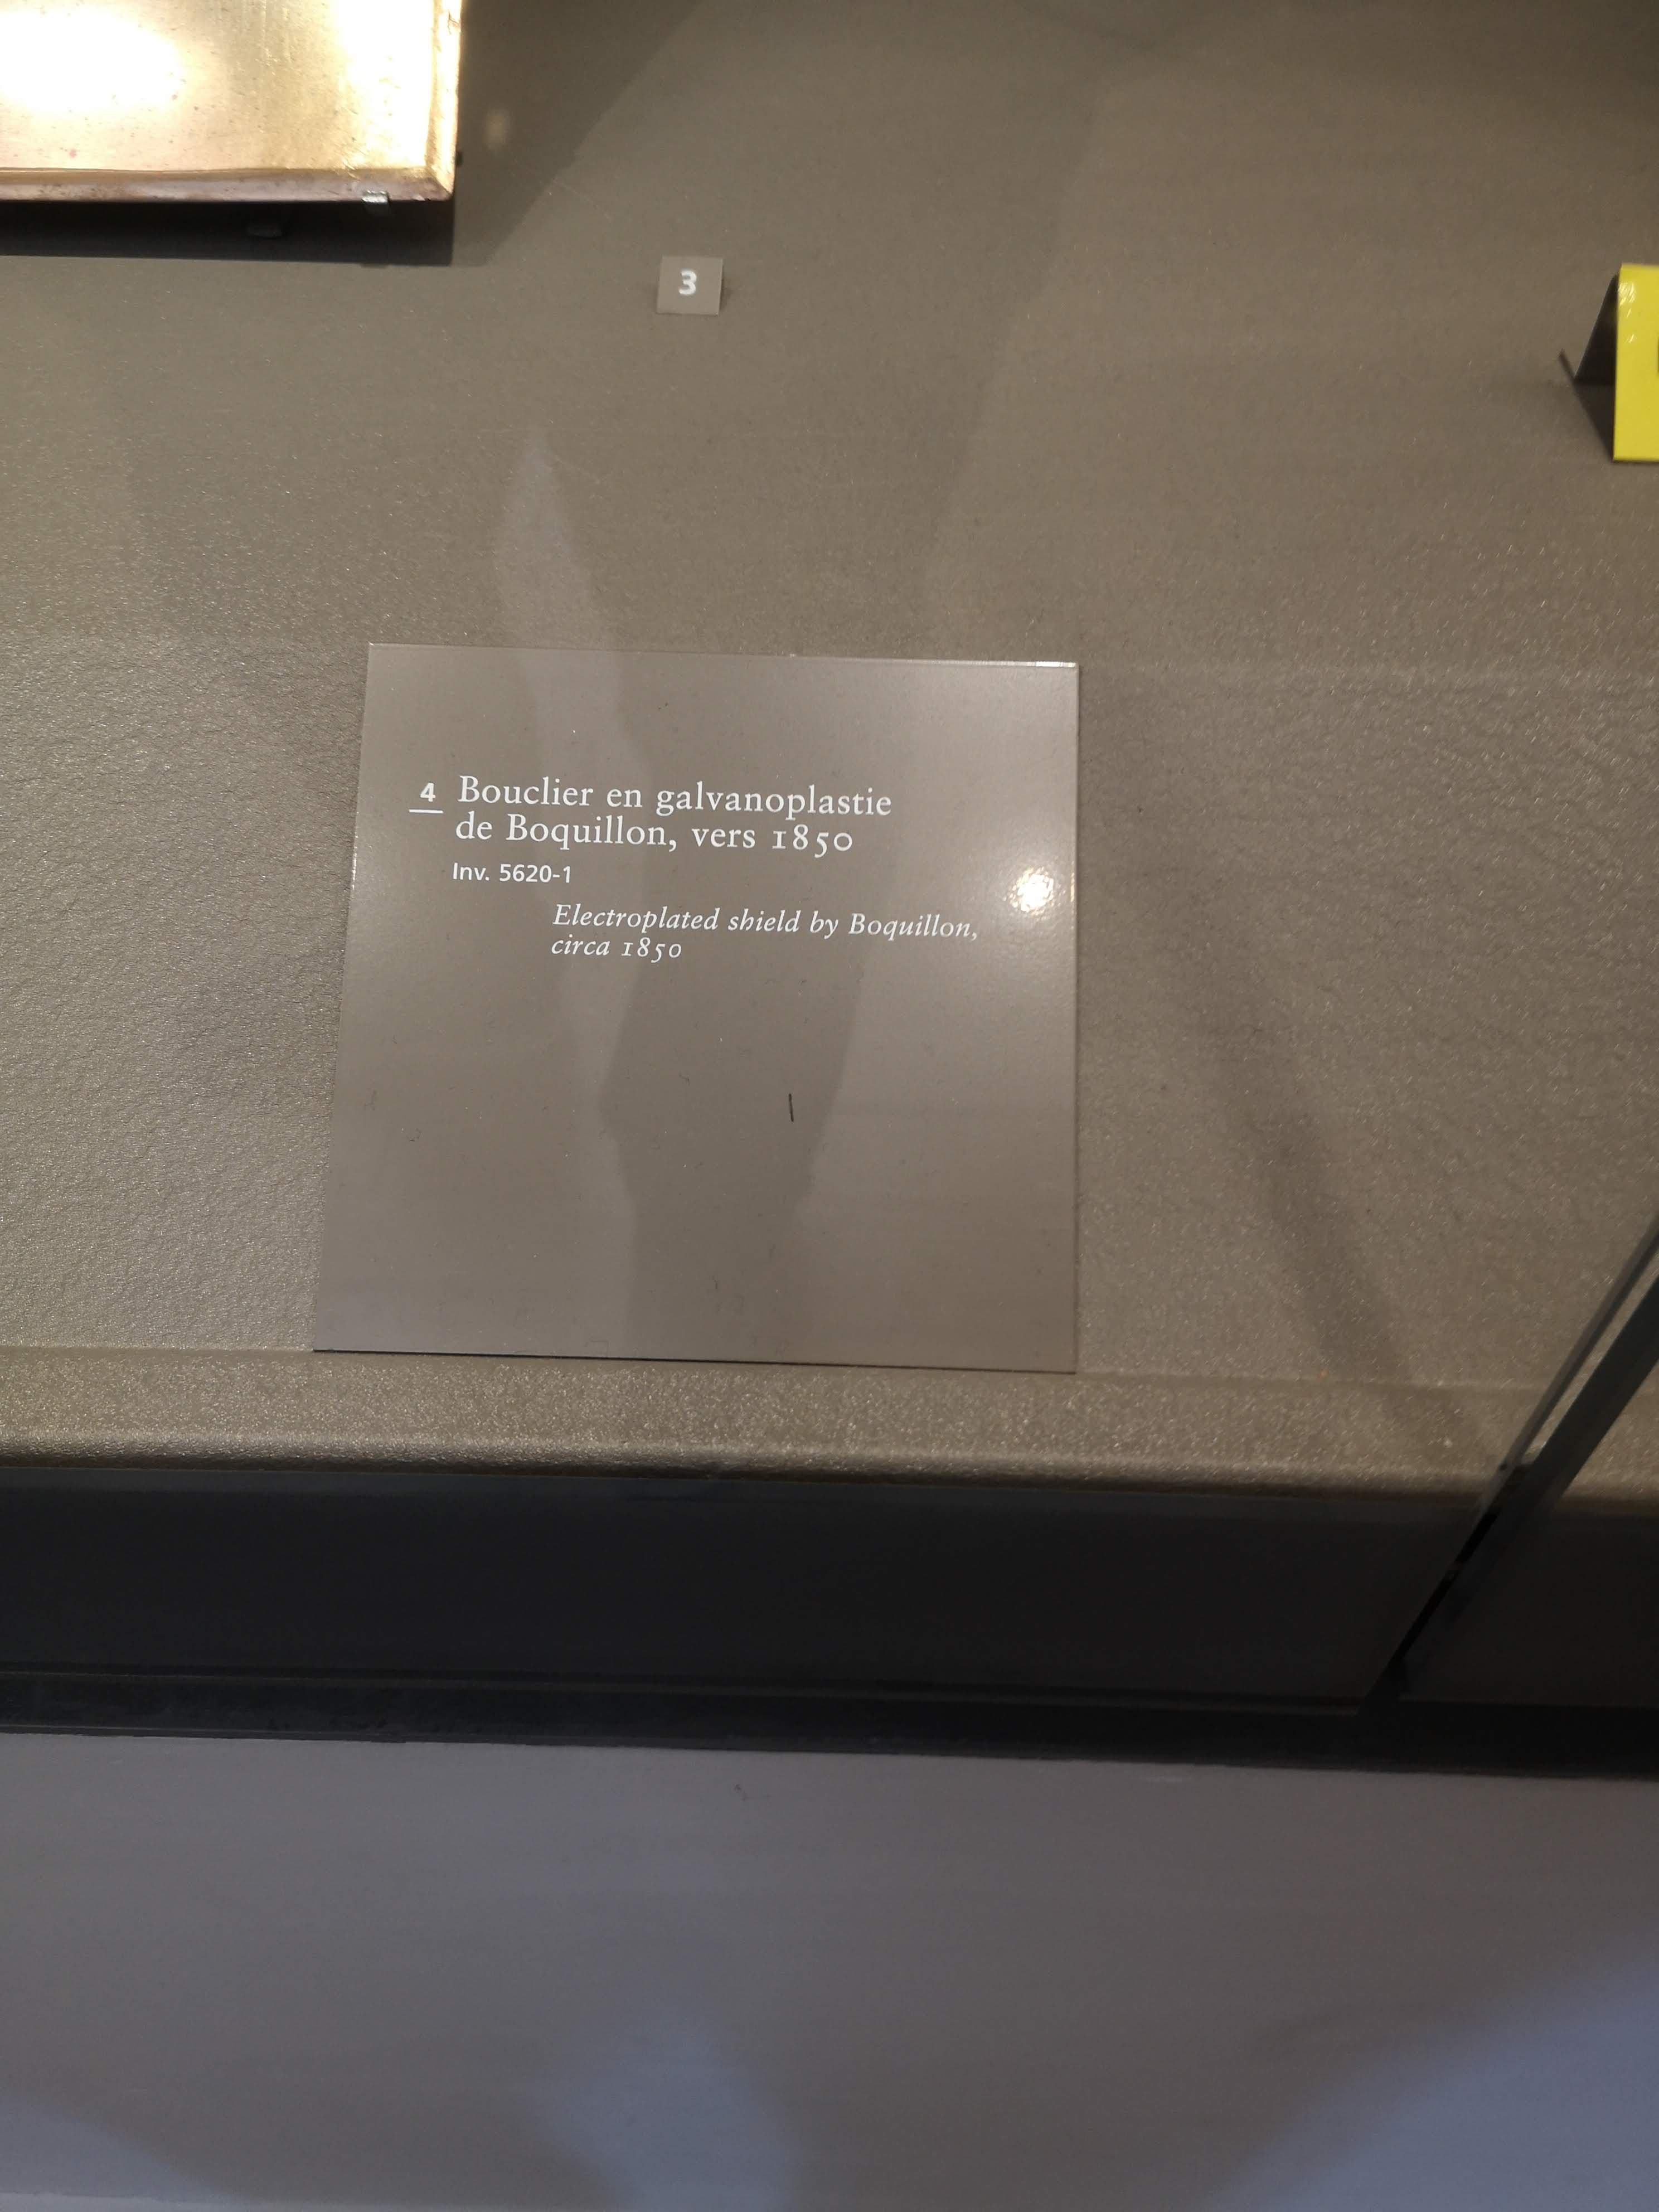 3
4 Bouclier en galvanoplastie
de Boquillon, vers 1850
Inv. 5620-1
Electroplated shield by Boquillon,
circa 1850